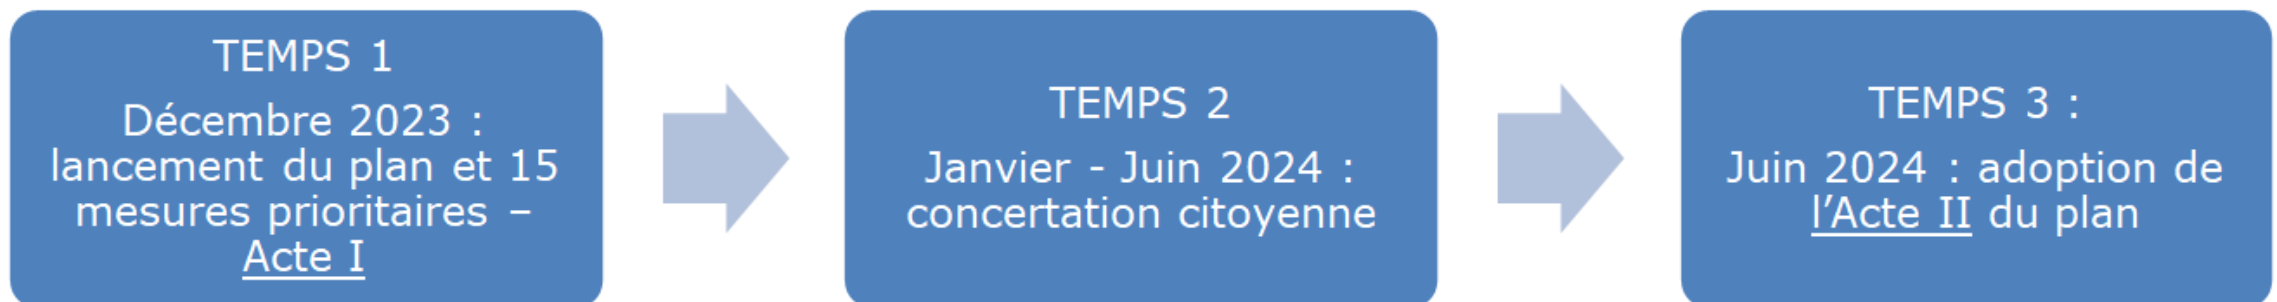 TEMPS 1
Décembre 2023 :
lancement du plan et 15
mesures prioritaires –
Acte I
TEMPS 2
Janvier - Juin 2024 :
concertation citoyenne
TEMPS 3 :
Juin 2024 : adoption de
l’Acte II du plan